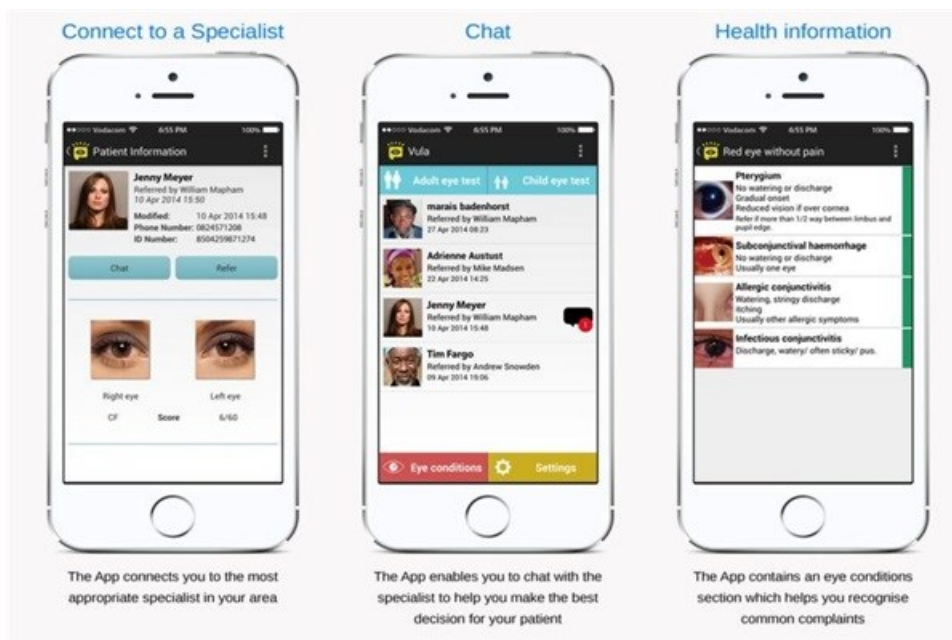 Connect to a Specialist
Vodacom 6:55 PM 100%
Patient Information
Jenny Meyer
Referred by William Mapham
10 Apr 2014 15:50
Modified: 10 Apr 2014 15:48
Phone Number: 0824571208
ID Number: 8504259871274
Chat Refer
Right eye Left eye
CF Score 6/60
The App connects you to the most
appropriate specialist in your area
Chat
Vodacom 6:55 PM 100%
Vula
Adult eye test Child eye test
marais badenhorst
Referred by William Mapham
27 Apr 2014 08:23
Adrienne Austust
Referred by Mike Madsen
22 Apr 2014 14:25
Jenny Meyer
Referred by William Mapham
10 Apr 2014 15:48
1
Tim Fargo
Referred by Andrew Snowden
09 Apr 2014 19:06
Eye conditions Settings
The App enables you to chat with the
specialist to help you make the best
decision for your patient
Health information
Vodacom 6:55 PM 100%
Red eye without pain
Pterygium
No watering or discharge
Gradual onset
Reduced vision if over cornea
Refer if more than 1/2 way between limbus and
pupil edge.
Subconjunctival haemorrhage
No watering or discharge
Usually one eye
Allergic conjunctivitis
Watering, stringy discharge
itching
Usually other allergic symptoms
Infectious conjunctivitis
Discharge, watery/ often sticky/ pus.
The App contains an eye conditions
section which helps you recognise
common complaints